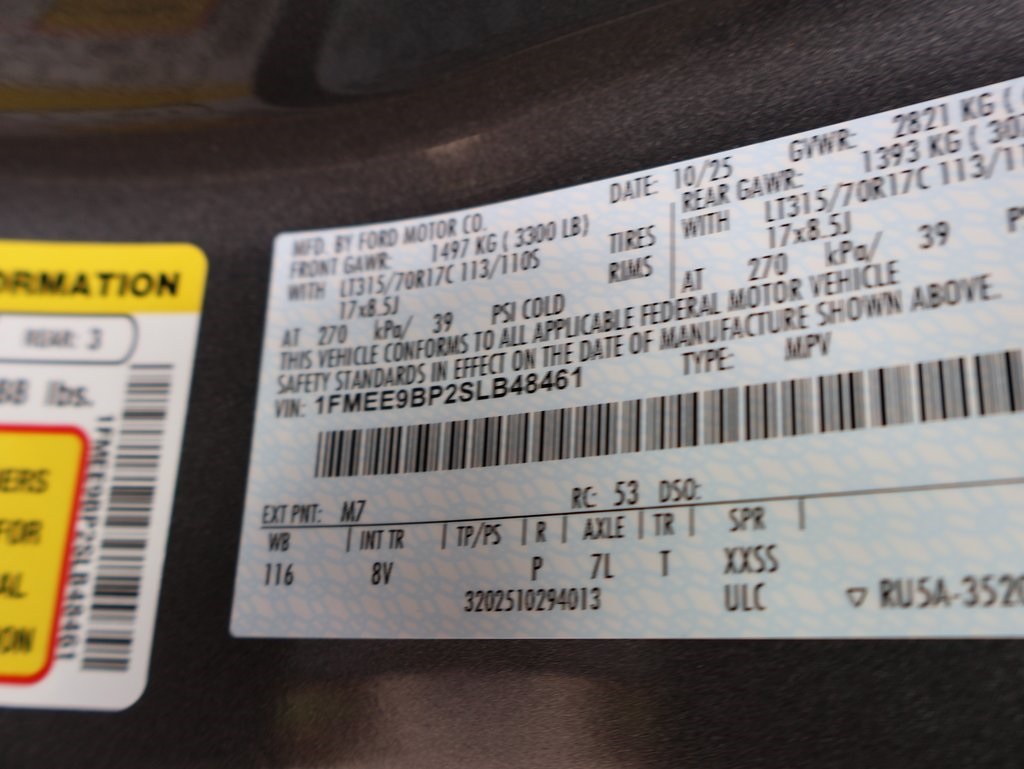 ORMATION
REAR: 3
88 lbs.
ERS
FOR
AL
ON
1FMEE9BP2SLB48461
MFD. BY FORD MOTOR CO.
DATE: 10/25
GVWR: 2821 KG (
FRONT GAWR: 1497 KG ( 3300 LB)
REAR GAWR: 1393 KG ( 307
WITH LT315/70R17C 113/110S
TIRES
WITH LT315/70R17C 113/11
17x8.5J
RIMS
17x8.5J
AT 270 kPa/ 39 PSI COLD
AT 270 kPa/ 39 P
THIS VEHICLE CONFORMS TO ALL APPLICABLE FEDERAL MOTOR VEHICLE
SAFETY STANDARDS IN EFFECT ON THE DATE OF MANUFACTURE SHOWN ABOVE.
VIN: 1FMEE9BP2SLB48461
TYPE: MPV
EXT PNT: M7 RC: 53 DSO:
WB INT TR TP/PS R AXLE TR SPR
116 8V P 7L T XXSS
3202510294013 ULC ▽ RU5A-3520